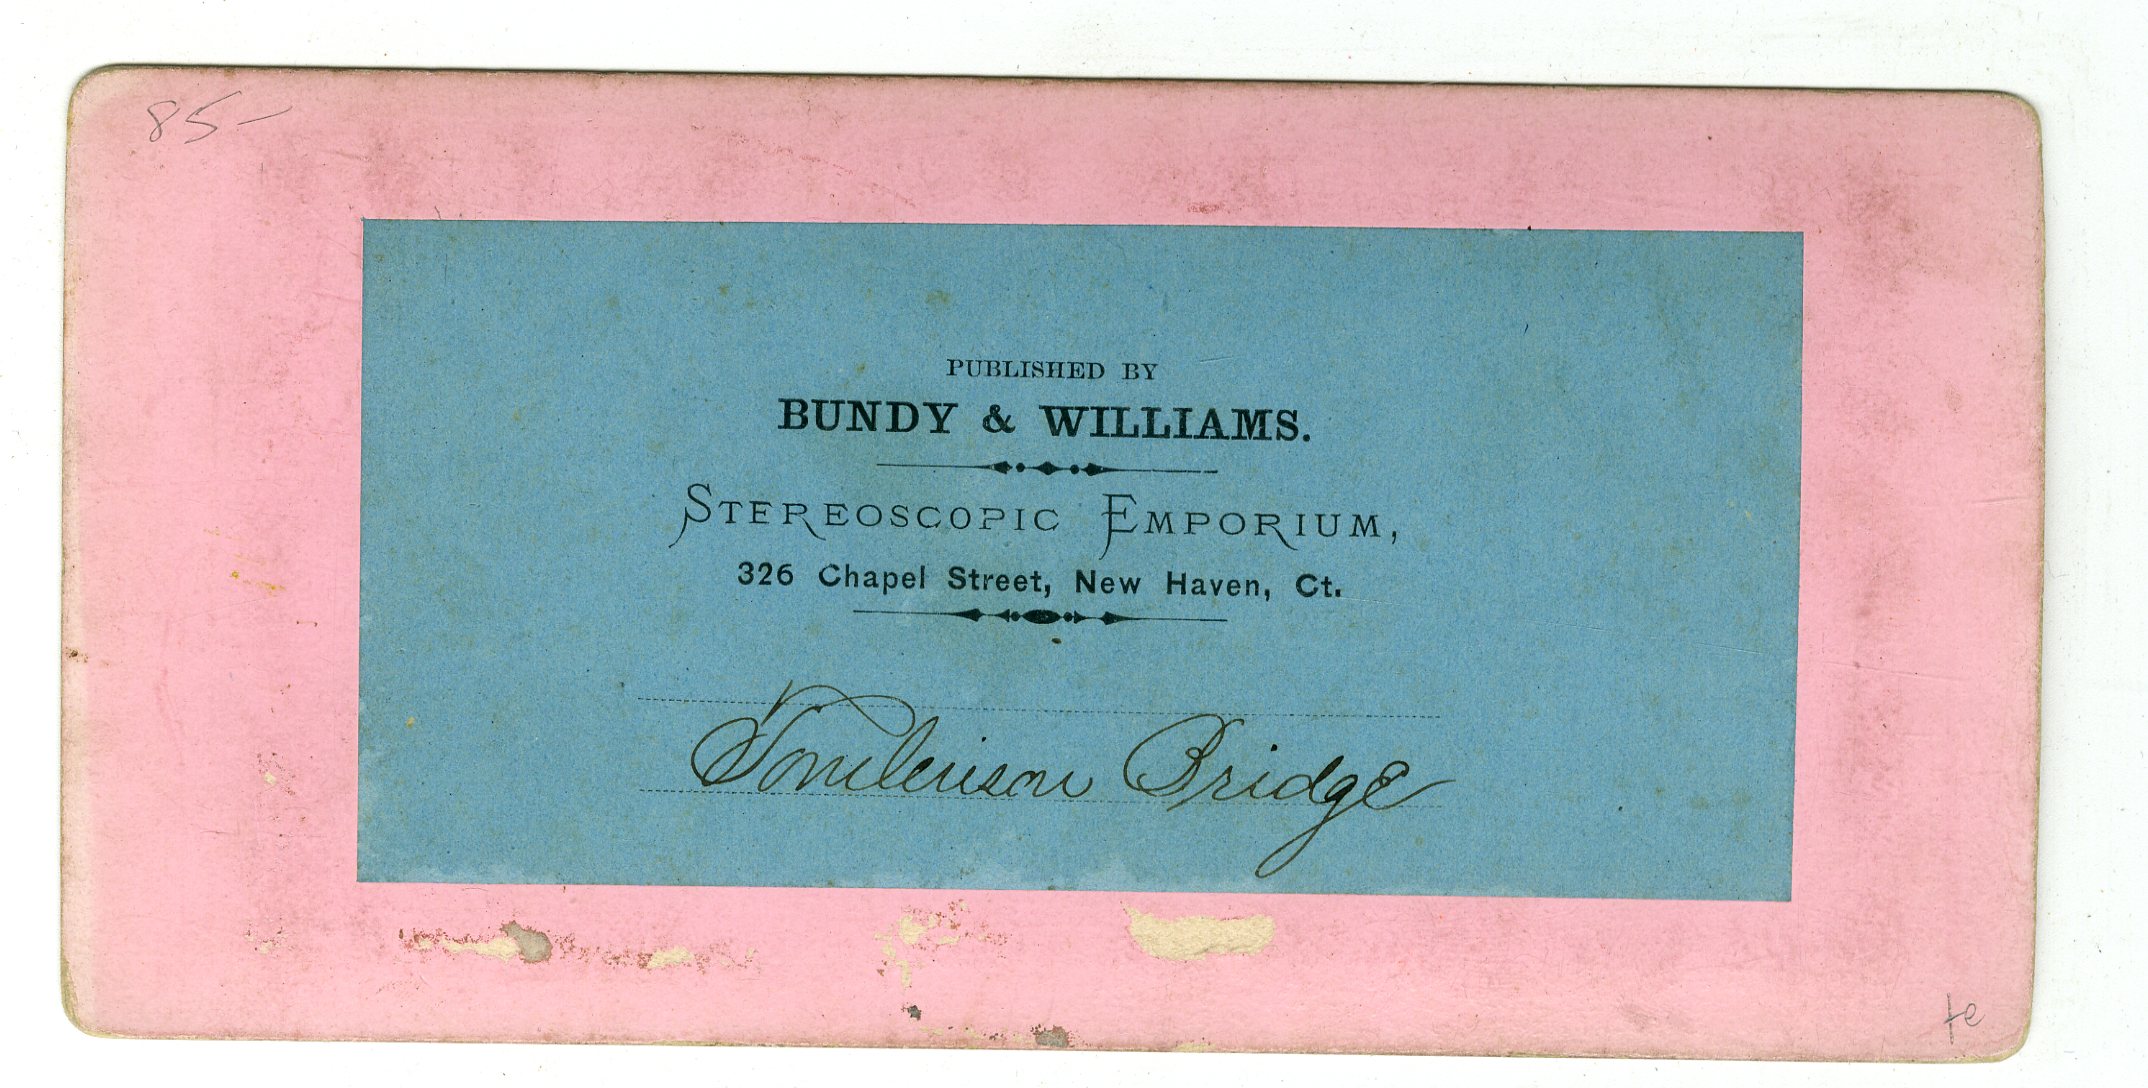 85-
PUBLISHED BY
BUNDY & WILLIAMS.
STEREOSCOPIC EMPORIUM,
326 Chapel Street, New Haven, Ct.
Tomlinson Bridge